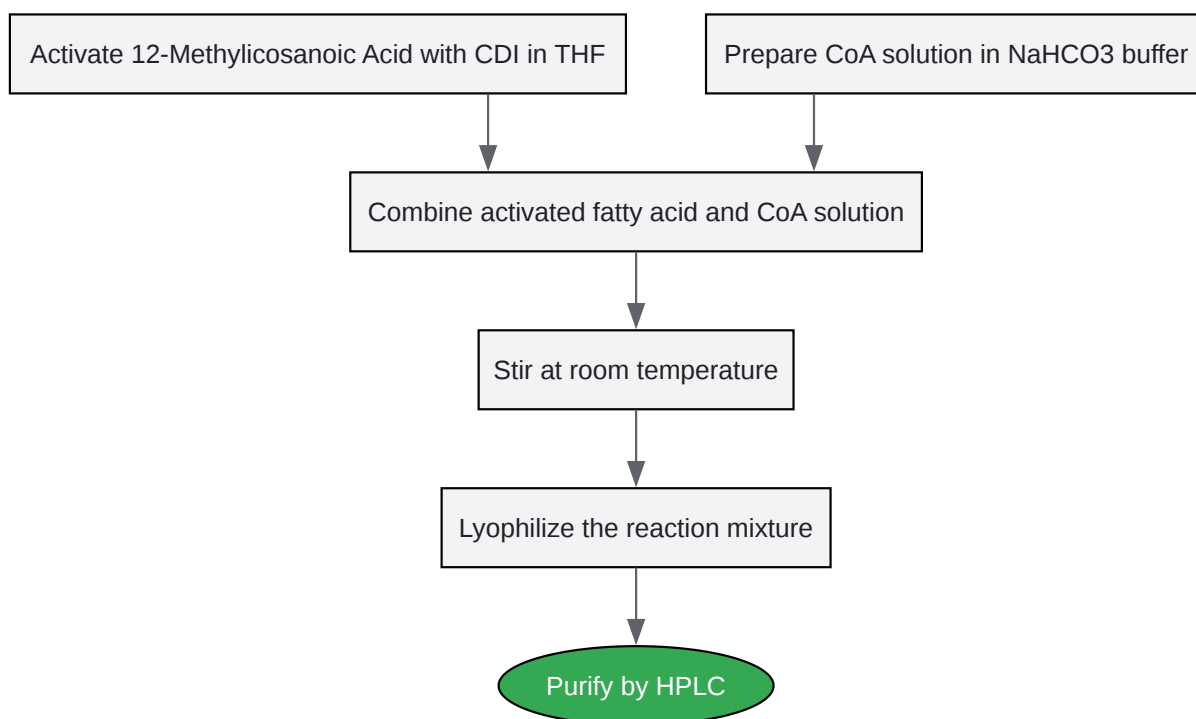 Activate 12-Methylicosanoic Acid with CDI in THF
Prepare CoA solution in NaHCO3 buffer
Combine activated fatty acid and CoA solution
Stir at room temperature
Lyophilize the reaction mixture
Purify by HPLC